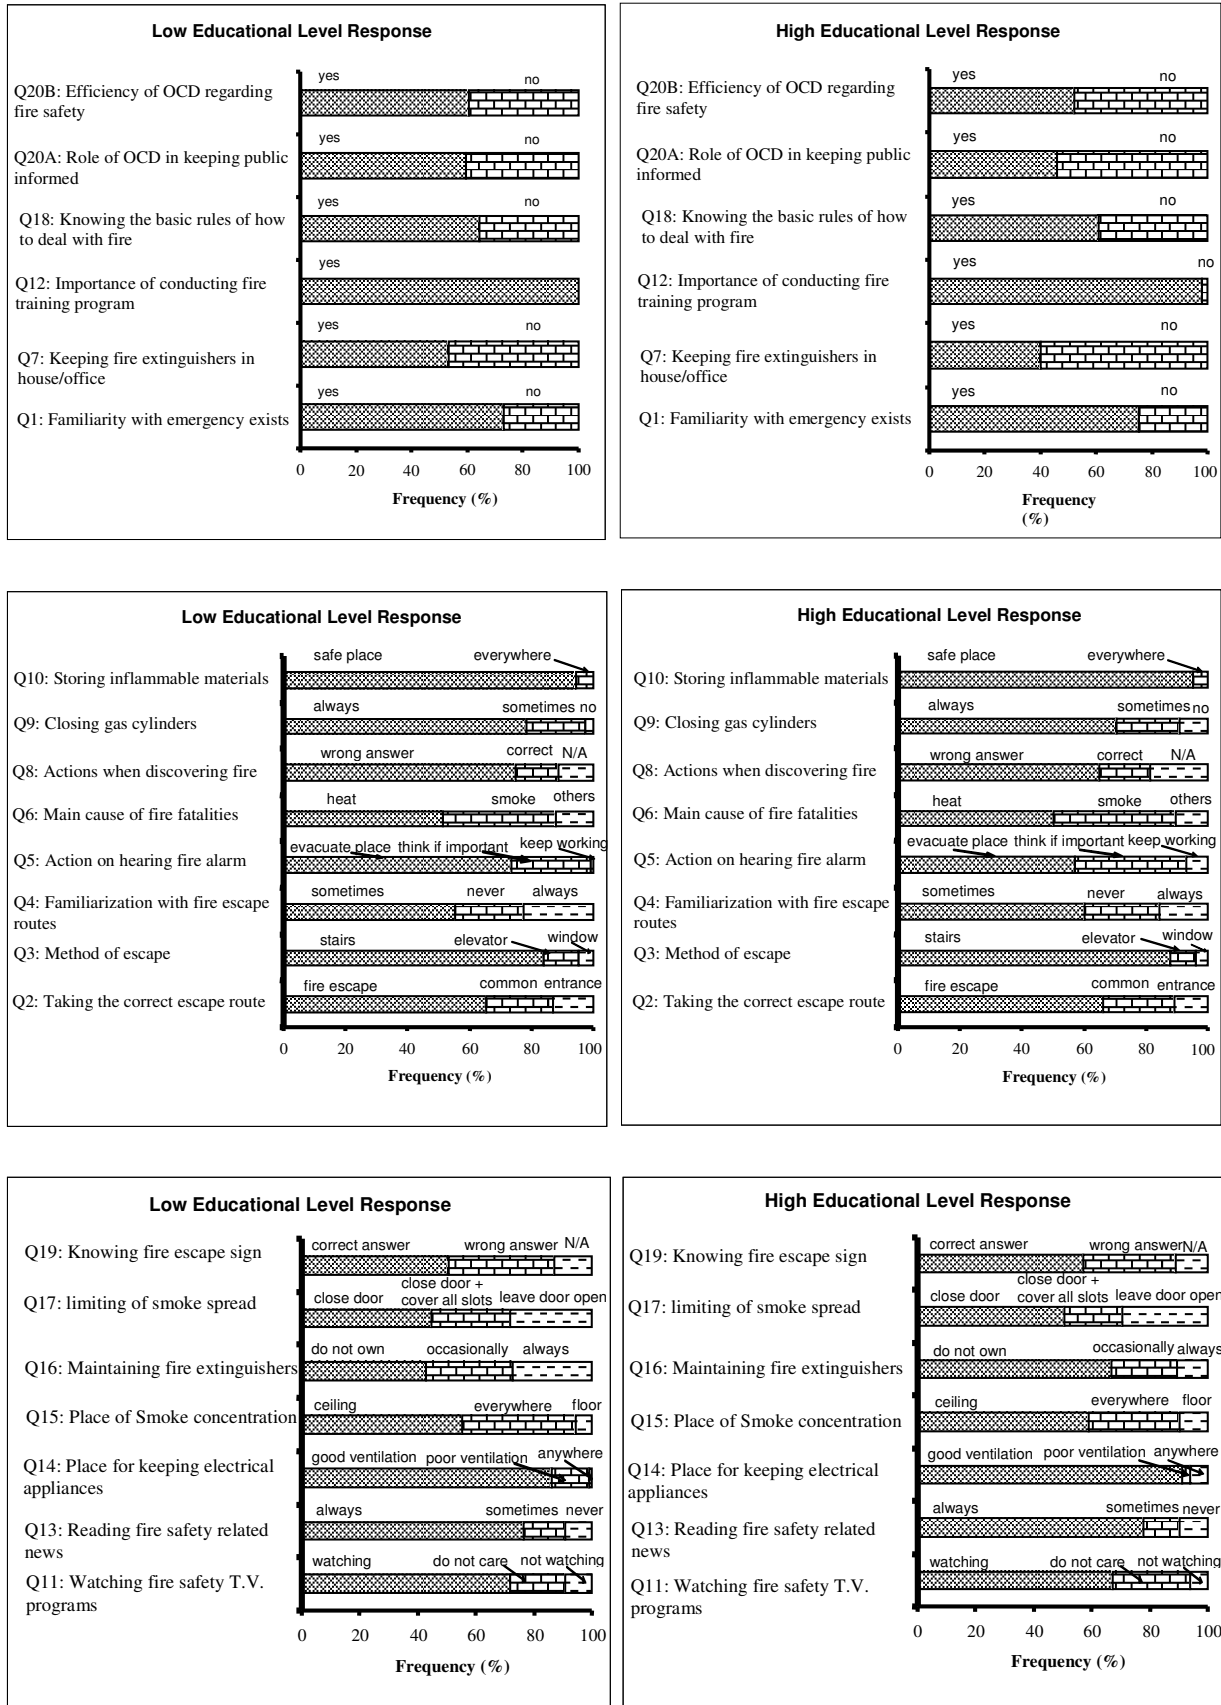 Low Educational Level Response
yes
no
Q20B: Efficiency of OCD regarding
fire safety
yes
no
Q20A: Role of OCD in keeping public
informed
yes
no
Q18: Knowing the basic rules of how
to deal with fire
yes
Q12: Importance of conducting fire
training program
yes
no
Q7: Keeping fire extinguishers in
house/office
yes
no
Q1: Familiarity with emergency exists
0 20 40 60 80 100
Frequency (%)
High Educational Level Response
yes
no
Q20B: Efficiency of OCD regarding
fire safety
yes
no
Q20A: Role of OCD in keeping public
informed
yes
no
Q18: Knowing the basic rules of how
to deal with fire
yes
no
Q12: Importance of conducting fire
training program
yes
no
Q7: Keeping fire extinguishers in
house/office
yes
no
Q1: Familiarity with emergency exists
0 20 40 60 80 100
Frequency
(%)
Low Educational Level Response
safe place everywhere
Q10: Storing inflammable materials
always sometimes no
Q9: Closing gas cylinders
wrong answer correct N/A
Q8: Actions when discovering fire
heat smoke others
Q6: Main cause of fire fatalities
evacuate place think if important keep working
Q5: Action on hearing fire alarm
sometimes never always
Q4: Familiarization with fire escape
routes
stairs elevator window
Q3: Method of escape
fire escape common entrance
Q2: Taking the correct escape route
0 20 40 60 80 100
Frequency (%)
High Educational Level Response
safe place everywhere
Q10: Storing inflammable materials
always sometimes no
Q9: Closing gas cylinders
wrong answer correct N/A
Q8: Actions when discovering fire
heat smoke others
Q6: Main cause of fire fatalities
evacuate place think if important keep working
Q5: Action on hearing fire alarm
sometimes never always
Q4: Familiarization with fire escape
routes
stairs elevator window
Q3: Method of escape
fire escape common entrance
Q2: Taking the correct escape route
0 20 40 60 80 100
Frequency (%)
Low Educational Level Response
correct answer wrong answer N/A
Q19: Knowing fire escape sign
close door +
close door cover all slots leave door open
Q17: limiting of smoke spread
do not own occasionally always
Q16: Maintaining fire extinguishers
ceiling everywhere floor
Q15: Place of Smoke concentration
good ventilation poor ventilation anywhere
Q14: Place for keeping electrical
appliances
always sometimes never
Q13: Reading fire safety related
news
watching do not care not watching
Q11: Watching fire safety T.V.
programs
0 20 40 60 80 100
Frequency (%)
High Educational Level Response
correct answer wrong answer N/A
Q19: Knowing fire escape sign
close door +
close door cover all slots leave door open
Q17: limiting of smoke spread
do not own occasionally always
Q16: Maintaining fire extinguishers
ceiling everywhere floor
Q15: Place of Smoke concentration
good ventilation poor ventilation anywhere
Q14: Place for keeping electrical
appliances
always sometimes never
Q13: Reading fire safety related
news
watching do not care not watching
Q11: Watching fire safety T.V.
programs
0 20 40 60 80 100
Frequency (%)